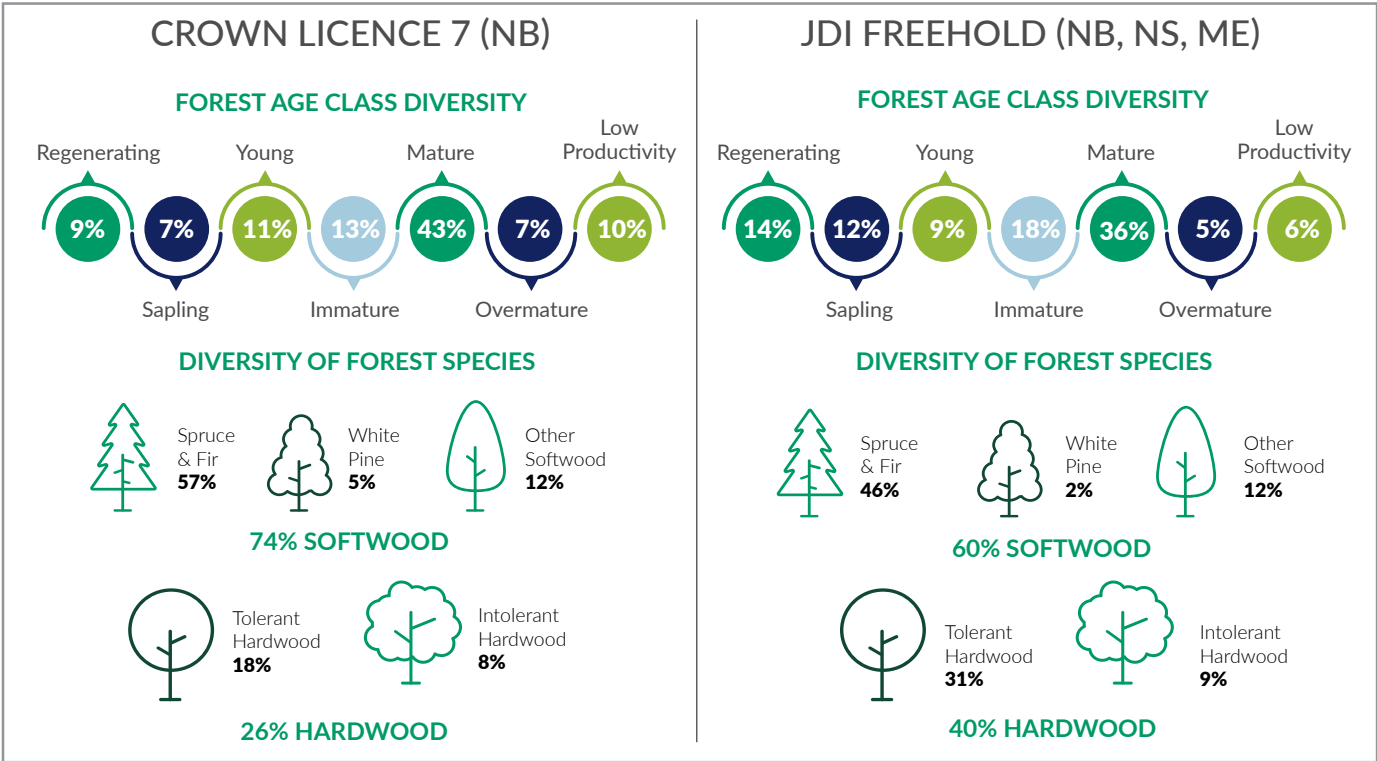 CROWN LICENCE 7 (NB)
FOREST AGE CLASS DIVERSITY
Regenerating
Young
Mature
Low
Productivity
9%
7%
11%
13%
43%
7%
10%
Sapling
Immature
Overmature
DIVERSITY OF FOREST SPECIES
Spruce
& Fir
57%
White
Pine
5%
Other
Softwood
12%
74% SOFTWOOD
Tolerant
Hardwood
18%
Intolerant
Hardwood
8%
26% HARDWOOD
JDI FREEHOLD (NB, NS, ME)
FOREST AGE CLASS DIVERSITY
Regenerating
Young
Mature
Low
Productivity
14%
12%
9%
18%
36%
5%
6%
Sapling
Immature
Overmature
DIVERSITY OF FOREST SPECIES
Spruce
& Fir
46%
White
Pine
2%
Other
Softwood
12%
60% SOFTWOOD
Tolerant
Hardwood
31%
Intolerant
Hardwood
9%
40% HARDWOOD